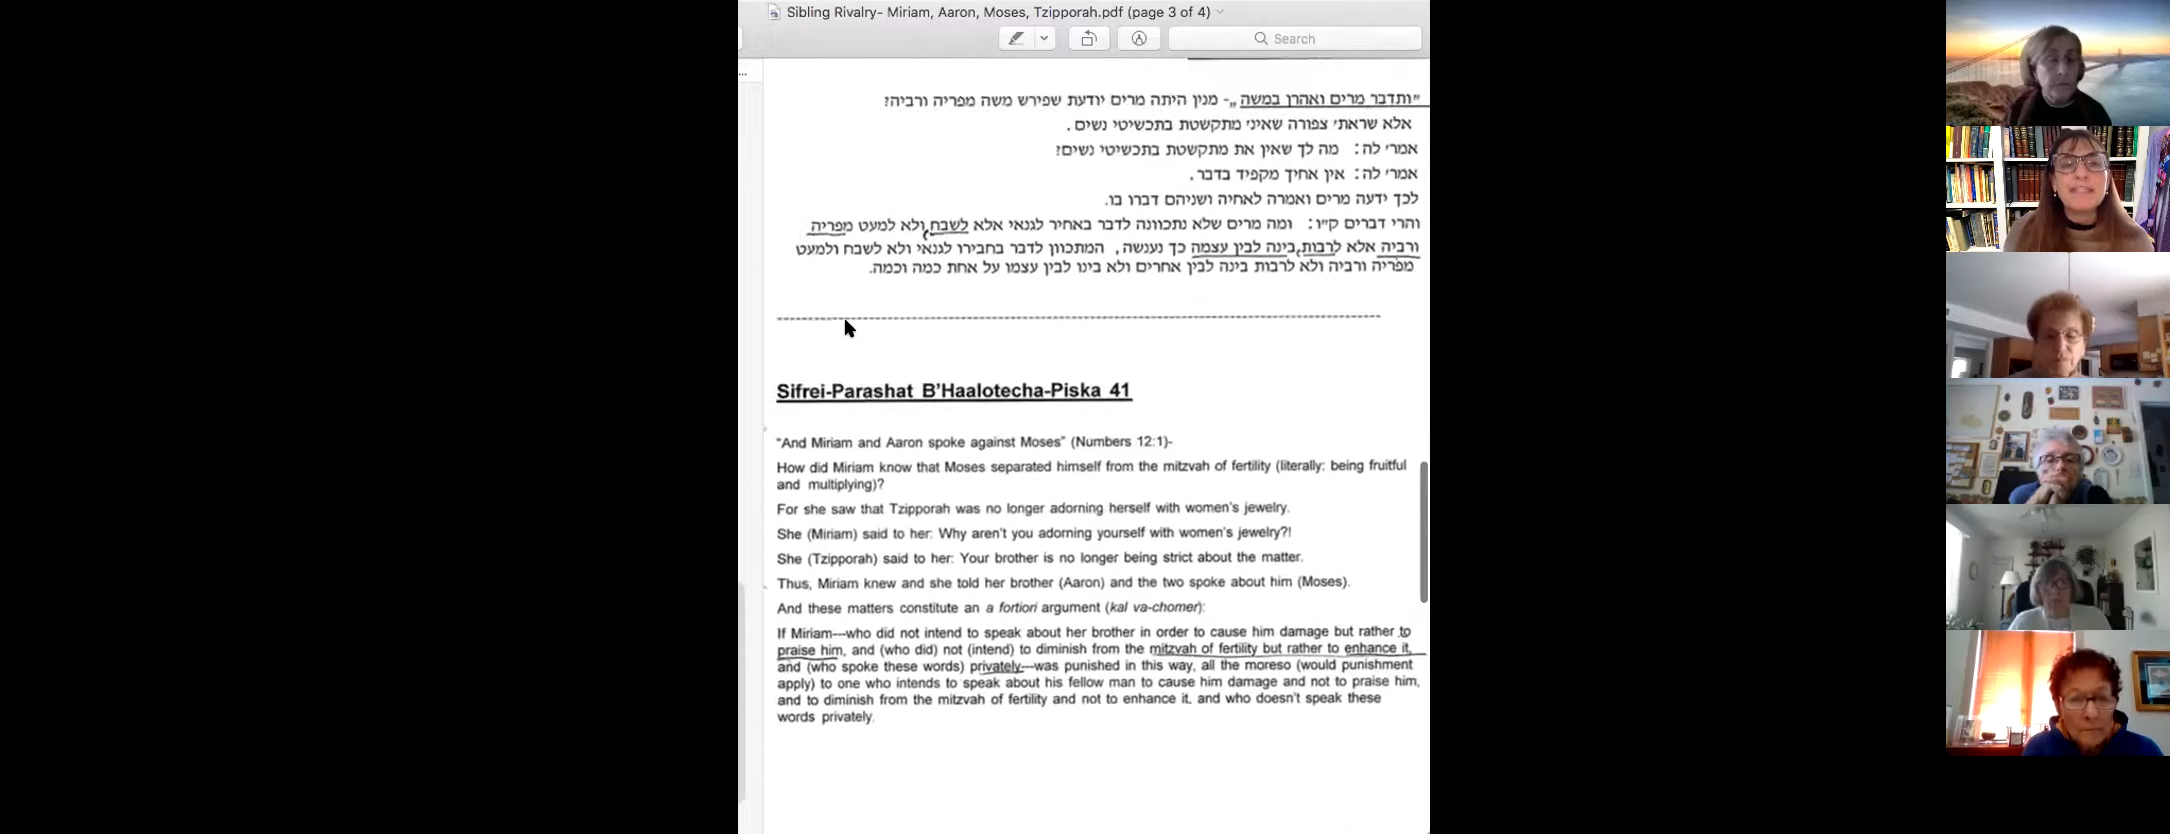 Sibling Rivalry- Miriam, Aaron, Moses, Tzipporah.pdf (page 3 of 4)
Search
...
"ותדבר מרים ואהרן במשה"- מנין היתה מרים יודעת שפירש משה מפריה ורביה?
אלא שראת׳ צפורה שאינ׳ מתקשטת בתכשיטי נשים.
אמר׳ לה: מה לך שאין את מתקשטת בתכשיטי נשים?
אמר׳ לה: אין אחיך מקפיד בדבר.
לכך ידעה מרים ואמרה לאחיה ושניהם דברו בו.
והרי דברים ק״ו: ומה מרים שלא נתכוונה לדבר באחיר לגנאי אלא לשבח ולא למעט מפריה
ורביה אלא לרבות, בינה לבין עצמה כך נענשה, המתכוון לדבר בחבירו לגנאי ולא לשבח ולמעט
מפריה ורביה ולא לרבות בינה לבין אחרים ולא בינו לבין עצמו על אחת כמה וכמה.
Sifrei-Parashat B'Haalotecha-Piska 41
"And Miriam and Aaron spoke against Moses" (Numbers 12:1)-
How did Miriam know that Moses separated himself from the mitzvah of fertility (literally: being fruitful
and multiplying)?
For she saw that Tzipporah was no longer adorning herself with women's jewelry.
She (Miriam) said to her: Why aren't you adorning yourself with women's jewelry?!
She (Tzipporah) said to her: Your brother is no longer being strict about the matter.
Thus, Miriam knew and she told her brother (Aaron) and the two spoke about him (Moses).
And these matters constitute an a fortiori argument (kal va-chomer):
If Miriam---who did not intend to speak about her brother in order to cause him damage but rather to
praise him, and (who did) not (intend) to diminish from the mitzvah of fertility but rather to enhance it,
and (who spoke these words) privately---was punished in this way, all the moreso (would punishment
apply) to one who intends to speak about his fellow man to cause him damage and not to praise him,
and to diminish from the mitzvah of fertility and not to enhance it, and who doesn't speak these
words privately.